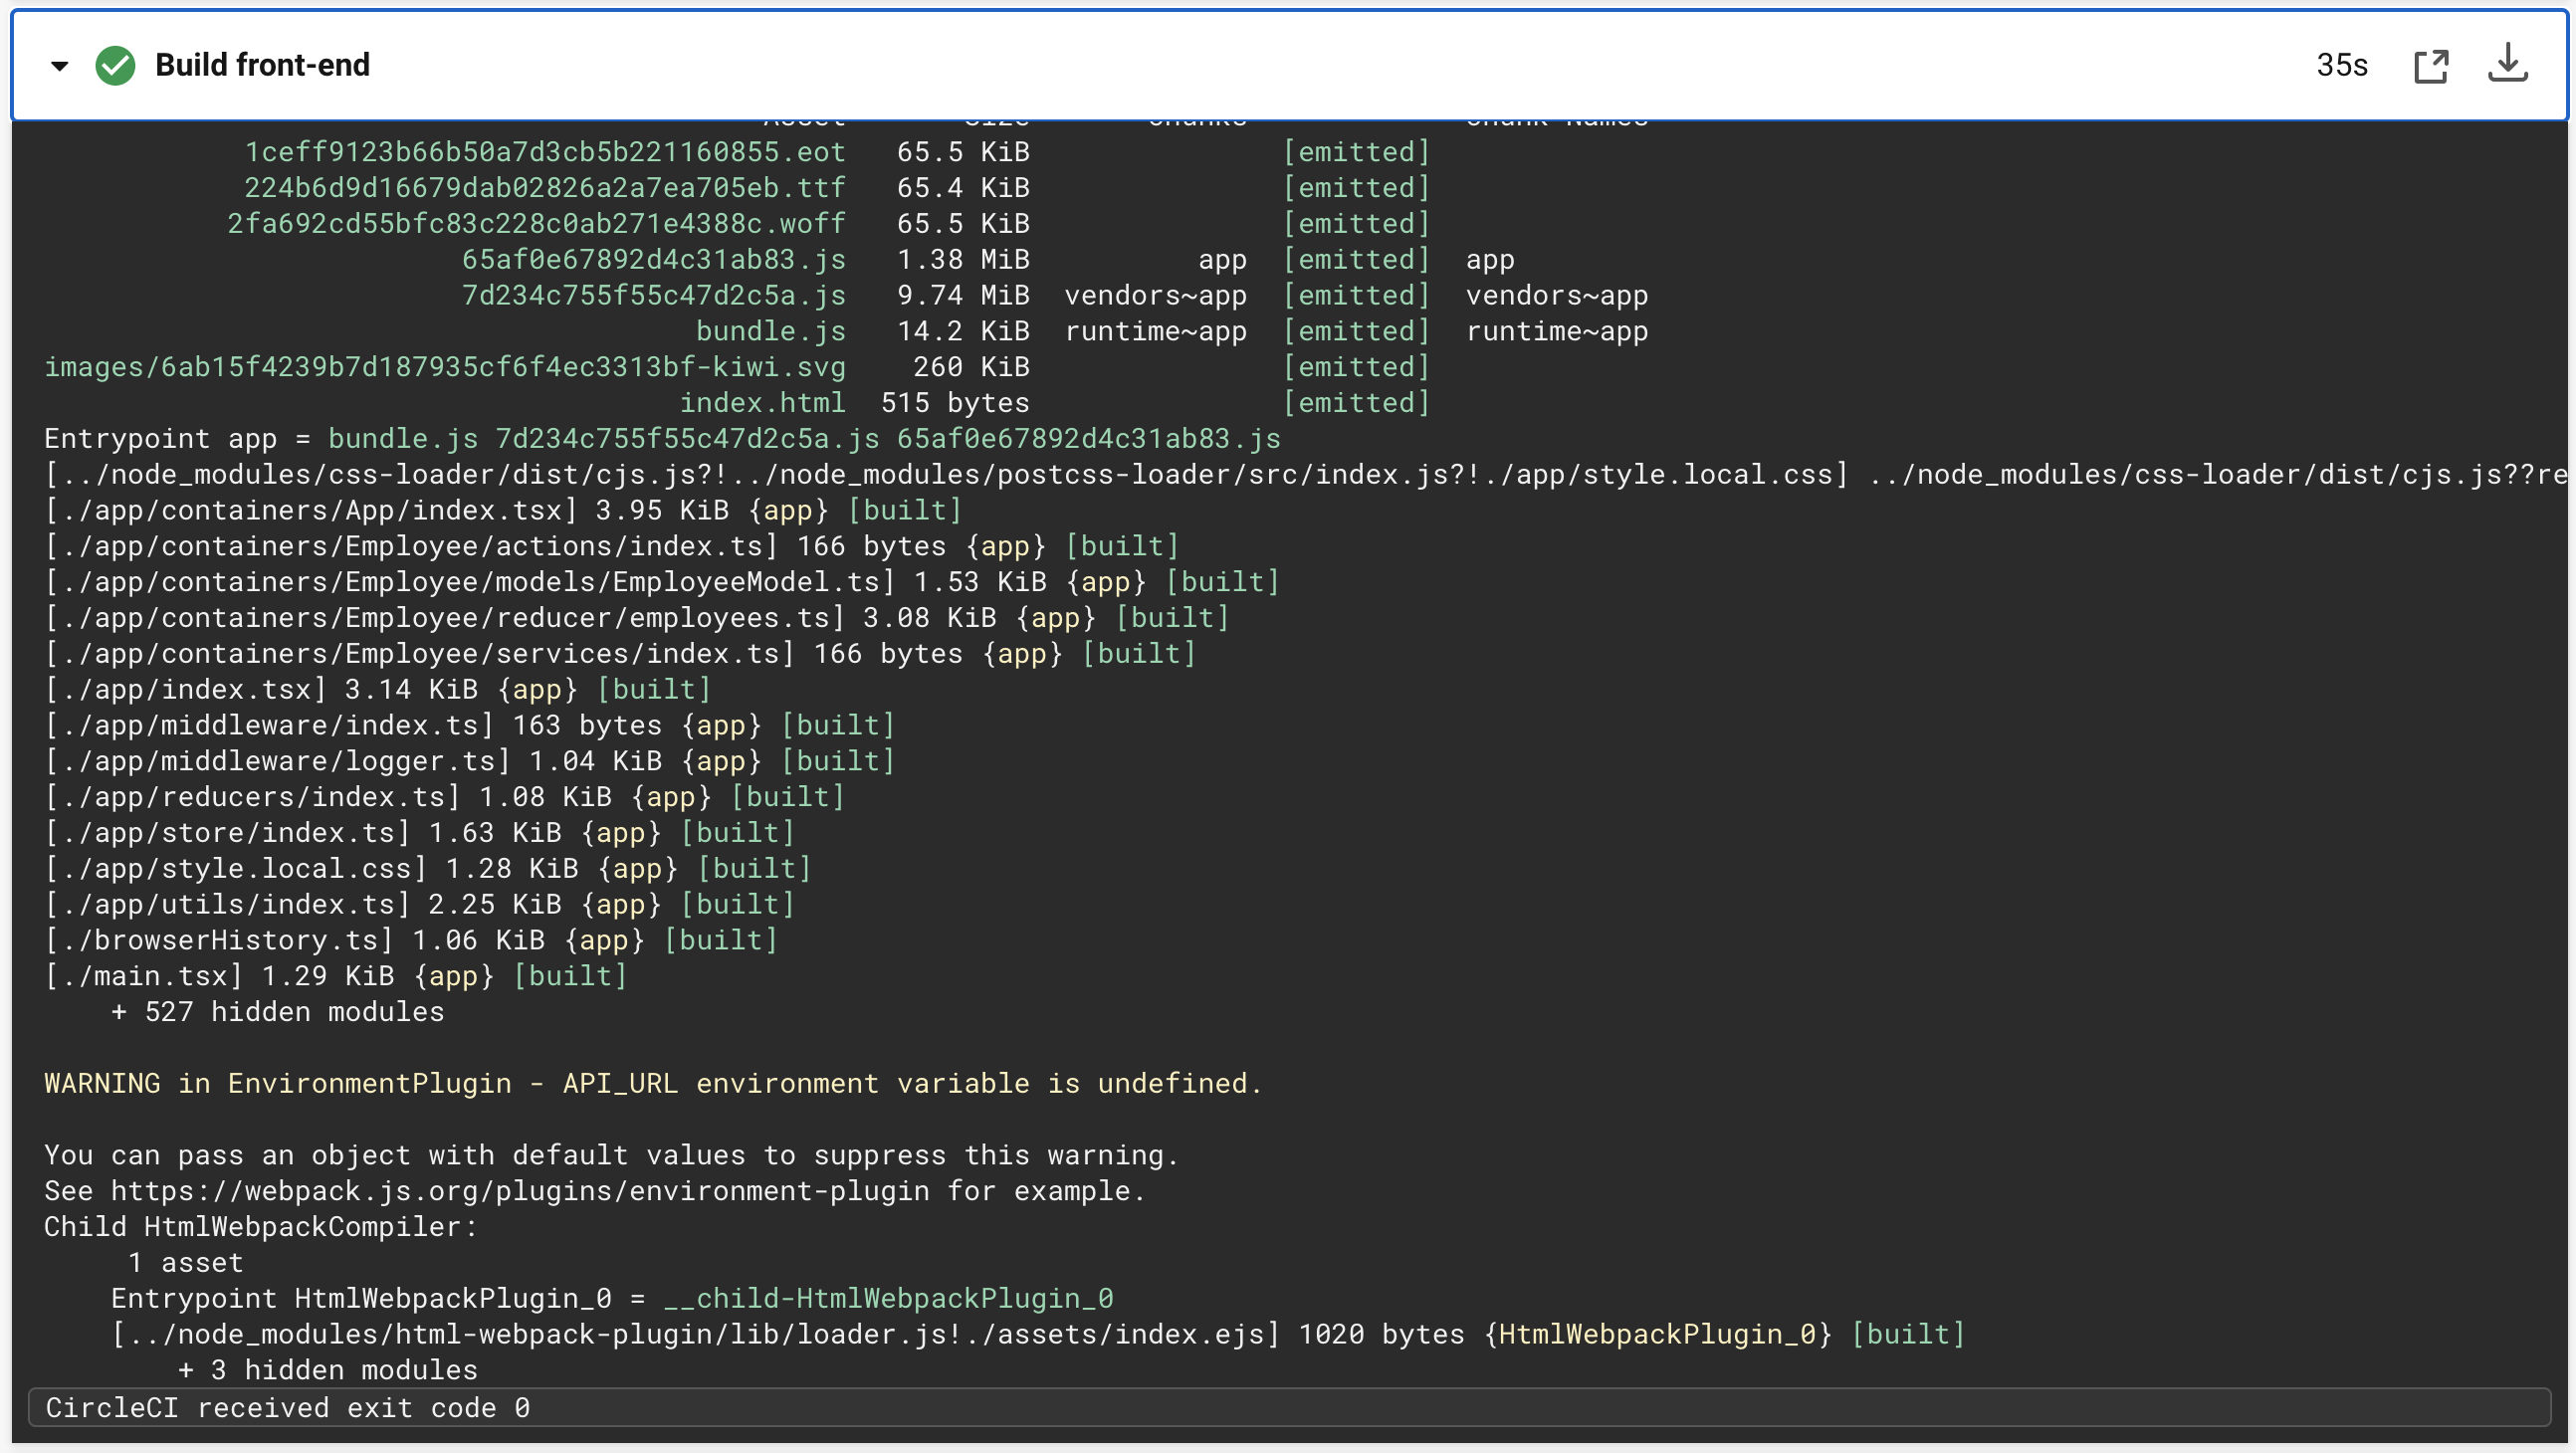 Build front-end 35s
Asset Size Chunks Chunk Names
1ceff9123b66b50a7d3cb5b221160855.eot 65.5 KiB [emitted]
224b6d9d16679dab02826a2a7ea705eb.ttf 65.4 KiB [emitted]
2fa692cd55bfc83c228c0ab271e4388c.woff 65.5 KiB [emitted]
65af0e67892d4c31ab83.js 1.38 MiB app [emitted] app
7d234c755f55c47d2c5a.js 9.74 MiB vendors~app [emitted] vendors~app
bundle.js 14.2 KiB runtime~app [emitted] runtime~app
images/6ab15f4239b7d187935cf6f4ec3313bf-kiwi.svg 260 KiB [emitted]
index.html 515 bytes [emitted]
Entrypoint app = bundle.js 7d234c755f55c47d2c5a.js 65af0e67892d4c31ab83.js
[../node_modules/css-loader/dist/cjs.js?!../node_modules/postcss-loader/src/index.js?!./app/style.local.css] ../node_modules/css-loader/dist/cjs.js??re
[./app/containers/App/index.tsx] 3.95 KiB {app} [built]
[./app/containers/Employee/actions/index.ts] 166 bytes {app} [built]
[./app/containers/Employee/models/EmployeeModel.ts] 1.53 KiB {app} [built]
[./app/containers/Employee/reducer/employees.ts] 3.08 KiB {app} [built]
[./app/containers/Employee/services/index.ts] 166 bytes {app} [built]
[./app/index.tsx] 3.14 KiB {app} [built]
[./app/middleware/index.ts] 163 bytes {app} [built]
[./app/middleware/logger.ts] 1.04 KiB {app} [built]
[./app/reducers/index.ts] 1.08 KiB {app} [built]
[./app/store/index.ts] 1.63 KiB {app} [built]
[./app/style.local.css] 1.28 KiB {app} [built]
[./app/utils/index.ts] 2.25 KiB {app} [built]
[./browserHistory.ts] 1.06 KiB {app} [built]
[./main.tsx] 1.29 KiB {app} [built]
+ 527 hidden modules
WARNING in EnvironmentPlugin - API_URL environment variable is undefined.
You can pass an object with default values to suppress this warning.
See https://webpack.js.org/plugins/environment-plugin for example.
Child HtmlWebpackCompiler:
1 asset
Entrypoint HtmlWebpackPlugin_0 = __child-HtmlWebpackPlugin_0
[../node_modules/html-webpack-plugin/lib/loader.js!./assets/index.ejs] 1020 bytes {HtmlWebpackPlugin_0} [built]
+ 3 hidden modules
CircleCI received exit code 0